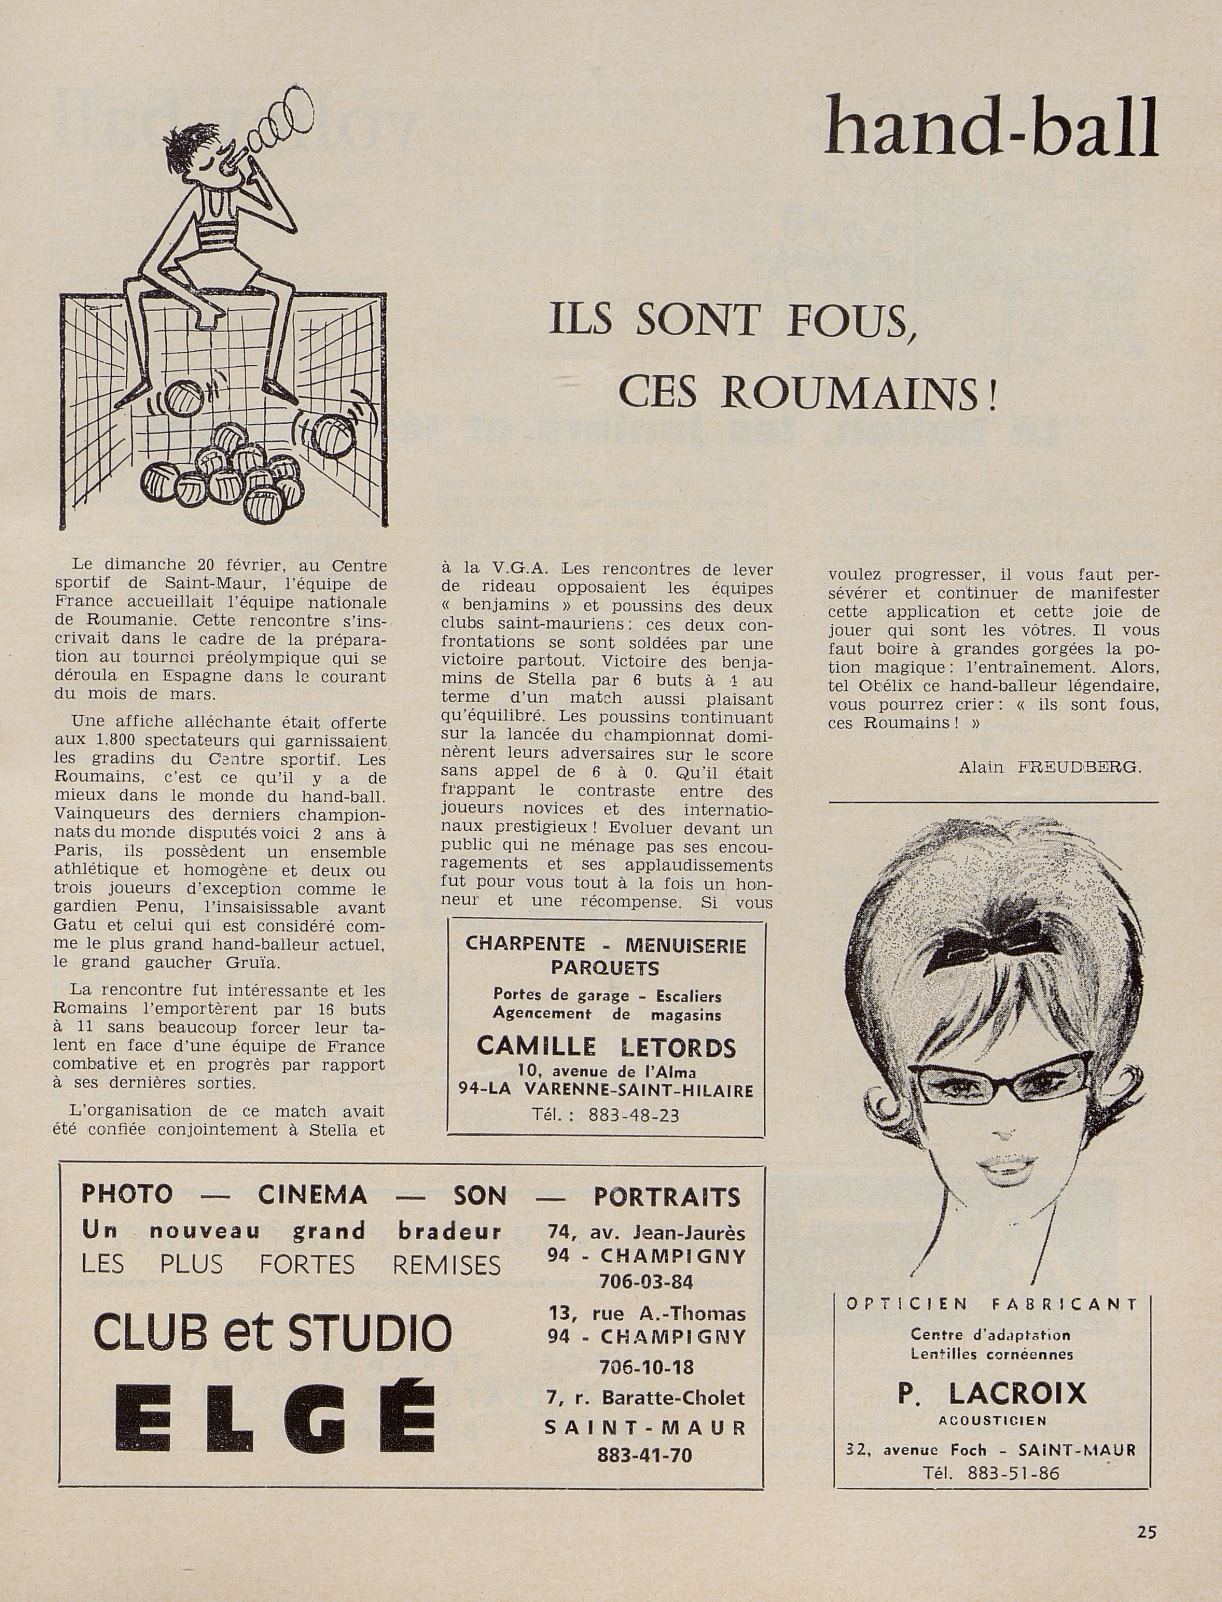 hand-ball
ILS SONT FOUS,
CES ROUMAINS!
Le dimanche 20 février, au Centre
sportif de Saint-Maur, l'équipe de
France accueillait l'équipe nationale
de Roumanie. Cette rencontre s'ins-
crivait dans le cadre de la prépara-
tion au tournoi préolympique qui se
déroula en Espagne dans le courant
du mois de mars.
Une affiche alléchante était offerte
aux 1.800 spectateurs qui garnissaient
les gradins du Centre sportif. Les
Roumains, c'est ce qu'il y a de
mieux dans le monde du hand-ball.
Vainqueurs des derniers champion-
nats du monde disputés voici 2 ans à
Paris, ils possèdent un ensemble
athlétique et homogène et deux ou
trois joueurs d'exception comme le
gardien Penu, l'insaisissable avant
Gatu et celui qui est considéré com-
me le plus grand hand-balleur actuel,
le grand gaucher Gruïa.
La rencontre fut intéressante et les
Romains l'emportèrent par 16 buts
à 11 sans beaucoup forcer leur ta-
lent en face d'une équipe de France
combative et en progrès par rapport
à ses dernières sorties.
L'organisation de ce match avait
été confiée conjointement à Stella et
à la V.G.A. Les rencontres de lever
de rideau opposaient les équipes
« benjamins » et poussins des deux
clubs saint-mauriens : ces deux con-
frontations se sont soldées par une
victoire partout. Victoire des benja-
mins de Stella par 6 buts à 4 au
terme d'un match aussi plaisant
qu'équilibré. Les poussins continuant
sur la lancée du championnat domi-
nèrent leurs adversaires sur le score
sans appel de 6 à 0. Qu'il était
frappant le contraste entre des
joueurs novices et des internatio-
naux prestigieux ! Evoluer devant un
public qui ne ménage pas ses encou-
ragements et ses applaudissements
fut pour vous tout à la fois un hon-
neur et une récompense. Si vous
voulez progresser, il vous faut per-
sévérer et continuer de manifester
cette application et cette joie de
jouer qui sont les vôtres. Il vous
faut boire à grandes gorgées la po-
tion magique : l'entraînement. Alors,
tel Obélix ce hand-balleur légendaire,
vous pourrez crier : « ils sont fous,
ces Roumains ! »
Alain FREUDBERG.
CHARPENTE - MENUISERIE
PARQUETS
Portes de garage - Escaliers
Agencement de magasins
CAMILLE LETORDS
10, avenue de l'Alma
94-LA VARENNE-SAINT-HILAIRE
Tél. : 883-48-23
PHOTO — CINEMA — SON — PORTRAITS
Un nouveau grand bradeur
LES PLUS FORTES REMISES
CLUB et STUDIO
ELGÉ
74, av. Jean-Jaurès
94 - CHAMPIGNY
706-03-84
13, rue A.-Thomas
94 - CHAMPIGNY
706-10-18
7, r. Baratte-Cholet
SAINT-MAUR
883-41-70
OPTICIEN FABRICANT
Centre d'adaptation
Lentilles cornéennes
P. LACROIX
ACOUSTICIEN
32, avenue Foch - SAINT-MAUR
Tél. 883-51-86
25